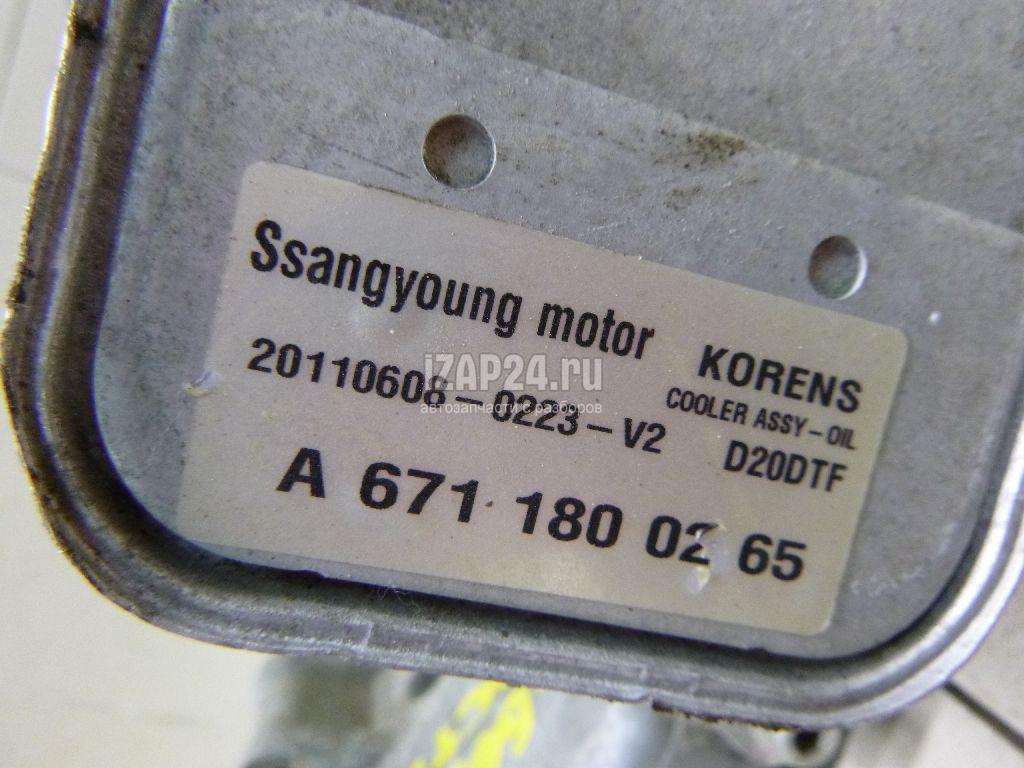 Ssangyoung motor
KORENS
20110608-0223-V2
COOLER ASSY-OIL
D20DTF
A 671 180 02 65
iZAP24.ru
автозапчасти с разборов